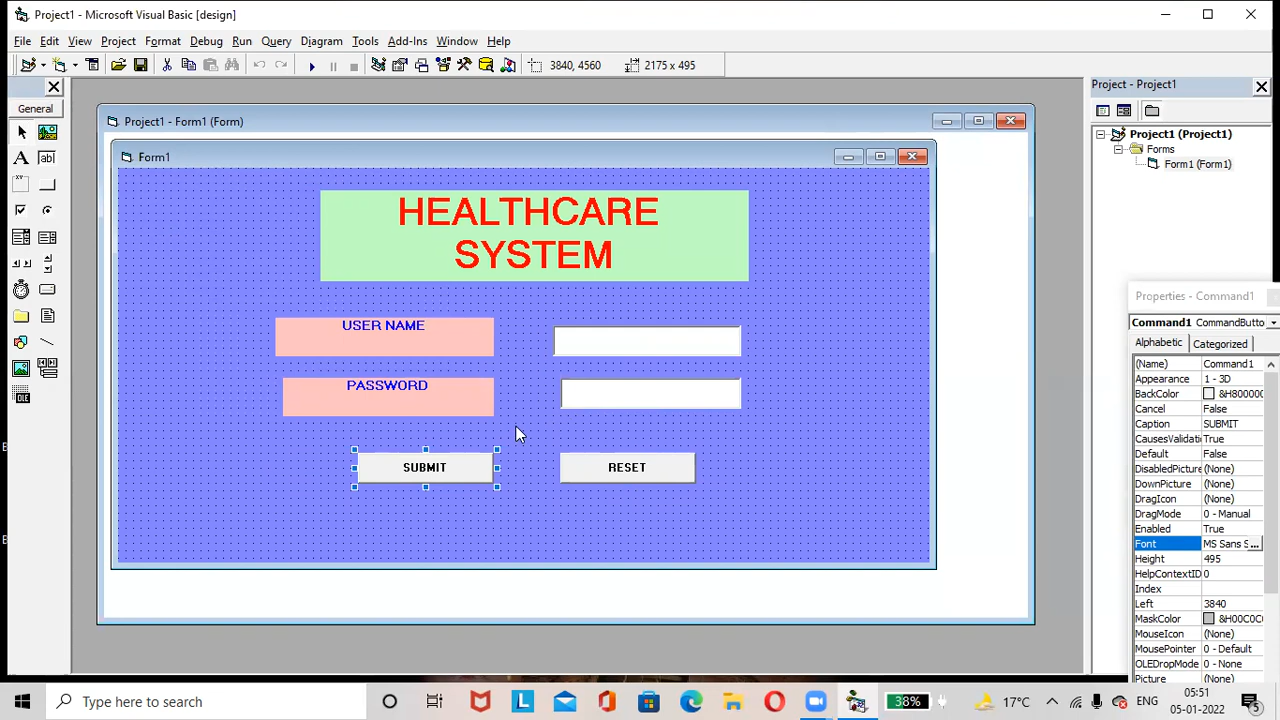 Project1 - Microsoft Visual Basic [design]
File Edit View Project Format Debug Run Query Diagram Tools Add-Ins Window Help
3840, 4560 2175 x 495
General
Project1 - Form1 (Form)
Form1
HEALTHCARE
SYSTEM
USER NAME
PASSWORD
SUBMIT RESET
Project - Project1
Project1 (Project1)
Forms
Form1 (Form1)
Properties - Command1
Command1 CommandButto
Alphabetic Categorized
(Name) Command1
Appearance 1 - 3D
BackColor &H800000
Cancel False
Caption SUBMIT
CausesValidati True
Default False
DisabledPicture (None)
DownPicture (None)
DragIcon (None)
DragMode 0 - Manual
Enabled True
Font MS Sans S ...
Height 495
HelpContextID 0
Index
Left 3840
MaskColor &H00C0C
MouseIcon (None)
MousePointer 0 - Default
OLEDropMode 0 - None
Picture (None)
Type here to search
38%
17°C
ENG
05:51
05-01-2022
5